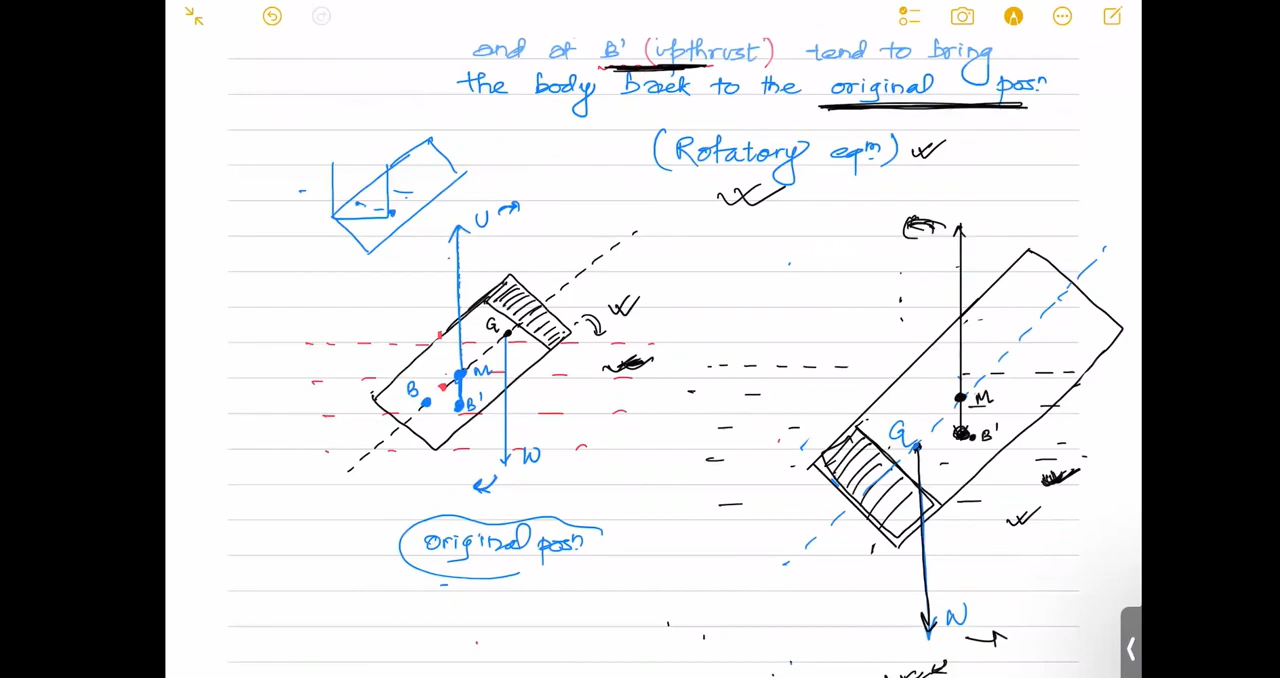 and at B' (upthrust) tend to bring
the body back to the original posn
(Rotatory eqm)
U
G
M
B
B'
W
original posn
M
G
B'
W